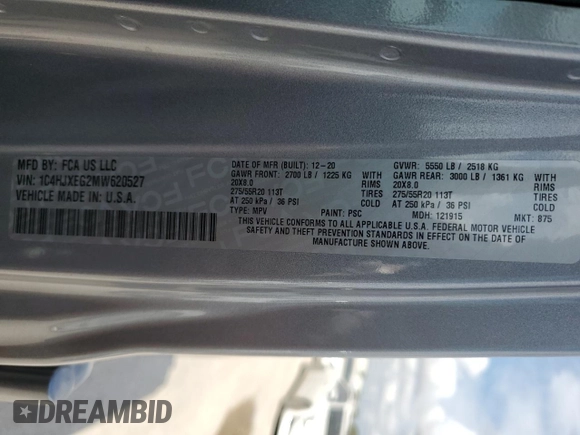 MFD BY: FCA US LLC
VIN: 1C4HJXEG2MW620527
VEHICLE MADE IN: U.S.A.
DATE OF MFR (BUILT): 12-20
GAWR FRONT: 2700 LB / 1225 KG
20X8.0 RIMS
275/55R20 113T TIRES
AT 250 kPa / 36 PSI COLD
TYPE: MPV PAINT: PSC
GVWR: 5550 LB / 2518 KG
GAWR REAR: 3000 LB / 1361 KG
20X8.0 RIMS
275/55R20 113T TIRES
AT 250 kPa / 36 PSI COLD
MDH: 121915 MKT: 875
THIS VEHICLE CONFORMS TO ALL APPLICABLE U.S.A. FEDERAL MOTOR VEHICLE
SAFETY AND THEFT PREVENTION STANDARDS IN EFFECT ON THE DATE OF
MANUFACTURE SHOWN ABOVE.
DREAMBID